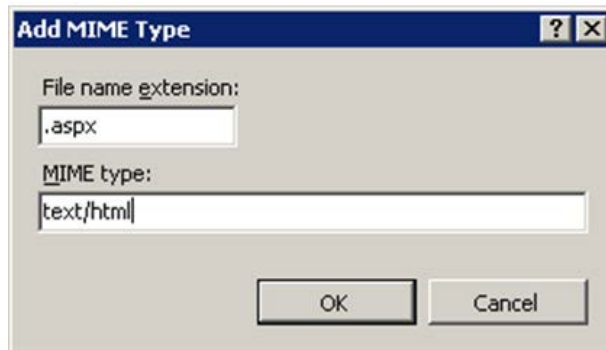 Add MIME Type
File name extension:
.aspx
MIME type:
text/html
OK Cancel